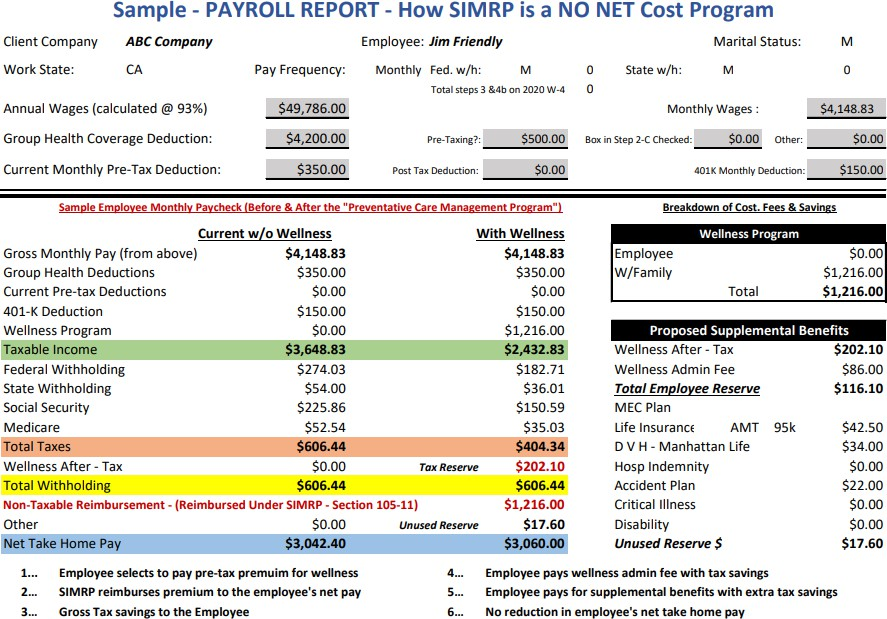 Sample - PAYROLL REPORT - How SIMRP is a NO NET Cost Program
Client Company ABC Company Employee: Jim Friendly Marital Status: M
Work State: CA Pay Frequency: Monthly Fed. w/h: M 0 State w/h: M 0
Total steps 3 &4b on 2020 W-4 0
Annual Wages (calculated @ 93%) $49,786.00 Monthly Wages : $4,148.83
Group Health Coverage Deduction: $4,200.00 Pre-Taxing?: $500.00 Box in Step 2-C Checked: $0.00 Other: $0.00
Current Monthly Pre-Tax Deduction: $350.00 Post Tax Deduction: $0.00 401K Monthly Deduction: $150.00
Sample Employee Monthly Paycheck (Before & After the "Preventative Care Management Program")
Current w/o Wellness With Wellness
Gross Monthly Pay (from above) $4,148.83 $4,148.83
Group Health Deductions $350.00 $350.00
Current Pre-tax Deductions $0.00 $0.00
401-K Deduction $150.00 $150.00
Wellness Program $0.00 $1,216.00
Taxable Income $3,648.83 $2,432.83
Federal Withholding $274.03 $182.71
State Withholding $54.00 $36.01
Social Security $225.86 $150.59
Medicare $52.54 $35.03
Total Taxes $606.44 $404.34
Wellness After - Tax $0.00 Tax Reserve $202.10
Total Withholding $606.44 $606.44
Non-Taxable Reimbursement - (Reimbursed Under SIMRP - Section 105-11) $1,216.00
Other $0.00 Unused Reserve $17.60
Net Take Home Pay $3,042.40 $3,060.00
Breakdown of Cost. Fees & Savings
Wellness Program
Employee $0.00
W/Family $1,216.00
Total $1,216.00
Proposed Supplemental Benefits
Wellness After - Tax $202.10
Wellness Admin Fee $86.00
Total Employee Reserve $116.10
MEC Plan
Life Insurance AMT 95k $42.50
D V H - Manhattan Life $34.00
Hosp Indemnity $0.00
Accident Plan $22.00
Critical Illness $0.00
Disability $0.00
Unused Reserve $ $17.60
1... Employee selects to pay pre-tax premuim for wellness
2... SIMRP reimburses premium to the employee's net pay
3... Gross Tax savings to the Employee
4... Employee pays wellness admin fee with tax savings
5... Employee pays for supplemental benefits with extra tax savings
6... No reduction in employee's net take home pay